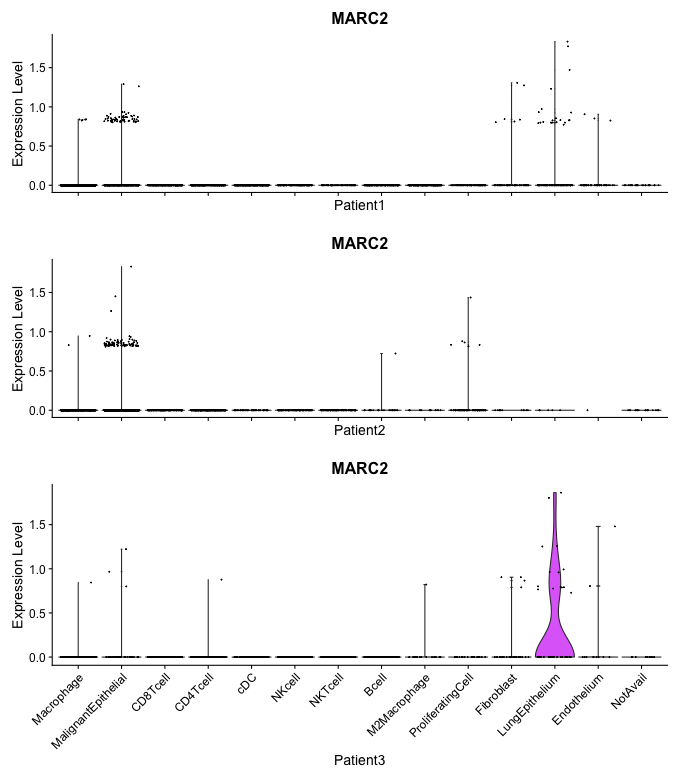 MARC2
Expression Level
1.5
1.0
0.5
0.0
Patient1
MARC2
Expression Level
1.5
1.0
0.5
0.0
Patient2
MARC2
Expression Level
1.5
1.0
0.5
0.0
Macrophage
MalignantEpithelial
CD8Tcell
CD4Tcell
cDC
NKcell
NKTcell
Bcell
M2Macrophage
ProliferatingCell
Fibroblast
LungEpithelium
Endothelium
NotAvail
Patient3